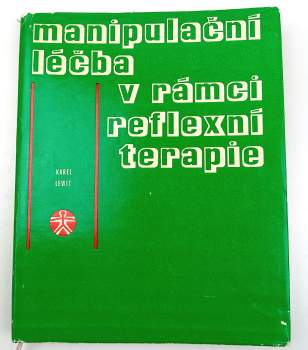 manipulační
léčba
v rámci
reflexní
terapie
KAREL
LEWIT